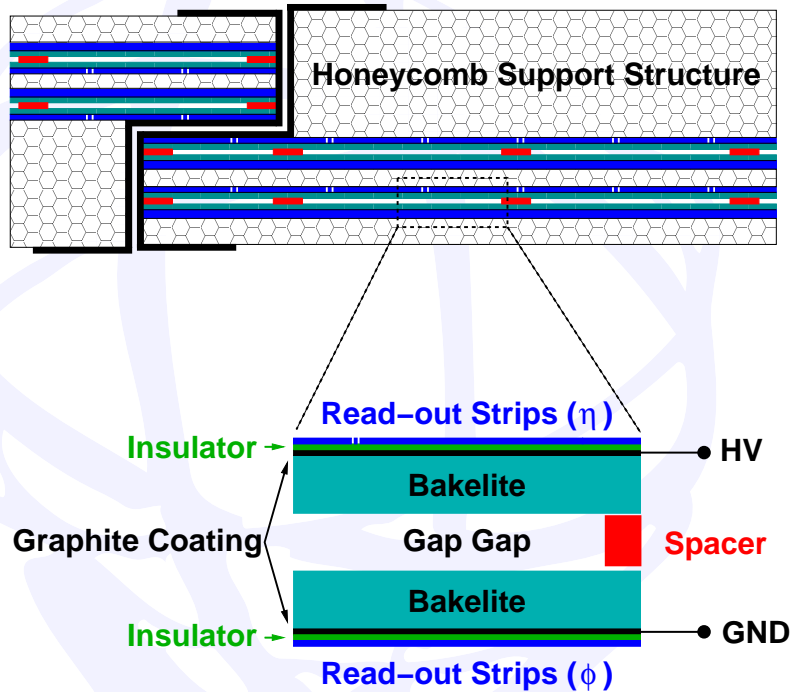 Honeycomb Support Structure
Read−out Strips (η)
Insulator
HV
Bakelite
Graphite Coating
Gap Gap
Spacer
Bakelite
Insulator
GND
Read−out Strips (ϕ)